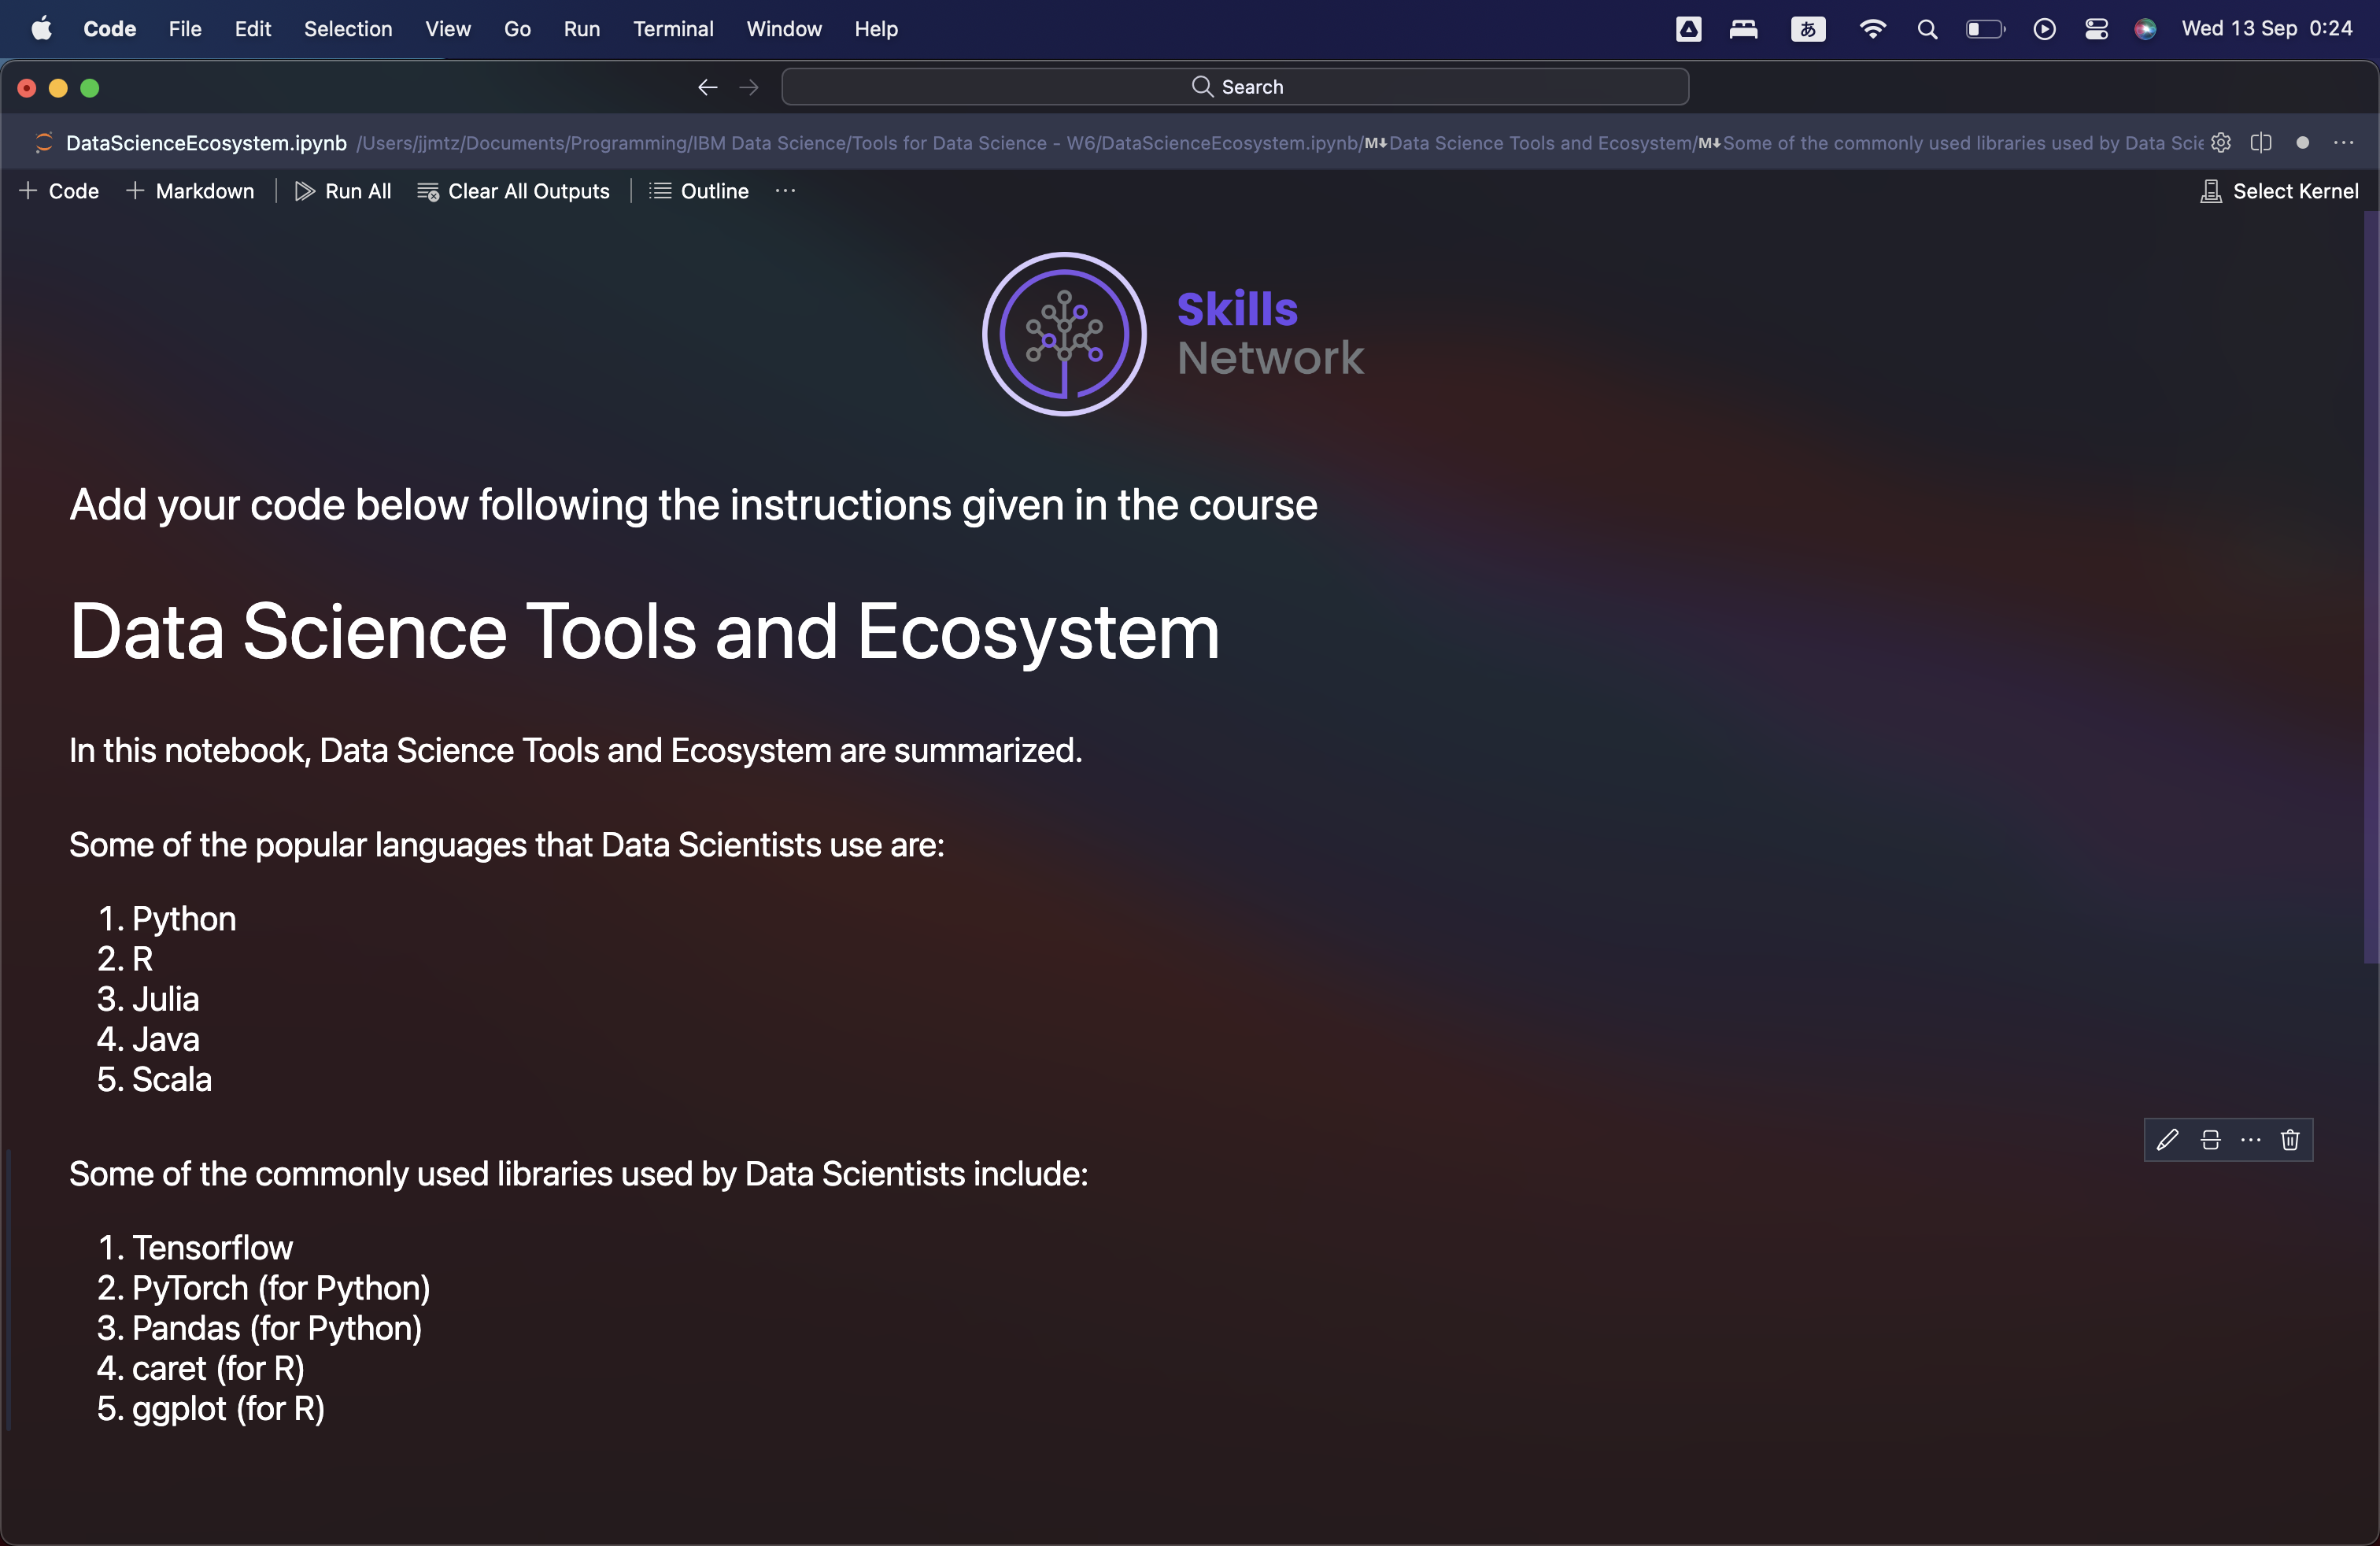 Code File Edit Selection View Go Run Terminal Window Help あ Wed 13 Sep 0:24
Search
DataScienceEcosystem.ipynb /Users/jjmtz/Documents/Programming/IBM Data Science/Tools for Data Science - W6/DataScienceEcosystem.ipynb/M↓Data Science Tools and Ecosystem/M↓Some of the commonly used libraries used by Data Scie
+ Code + Markdown Run All Clear All Outputs Outline ... Select Kernel
Skills
Network
Add your code below following the instructions given in the course
Data Science Tools and Ecosystem
In this notebook, Data Science Tools and Ecosystem are summarized.
Some of the popular languages that Data Scientists use are:
1. Python
2. R
3. Julia
4. Java
5. Scala
Some of the commonly used libraries used by Data Scientists include:
1. Tensorflow
2. PyTorch (for Python)
3. Pandas (for Python)
4. caret (for R)
5. ggplot (for R)